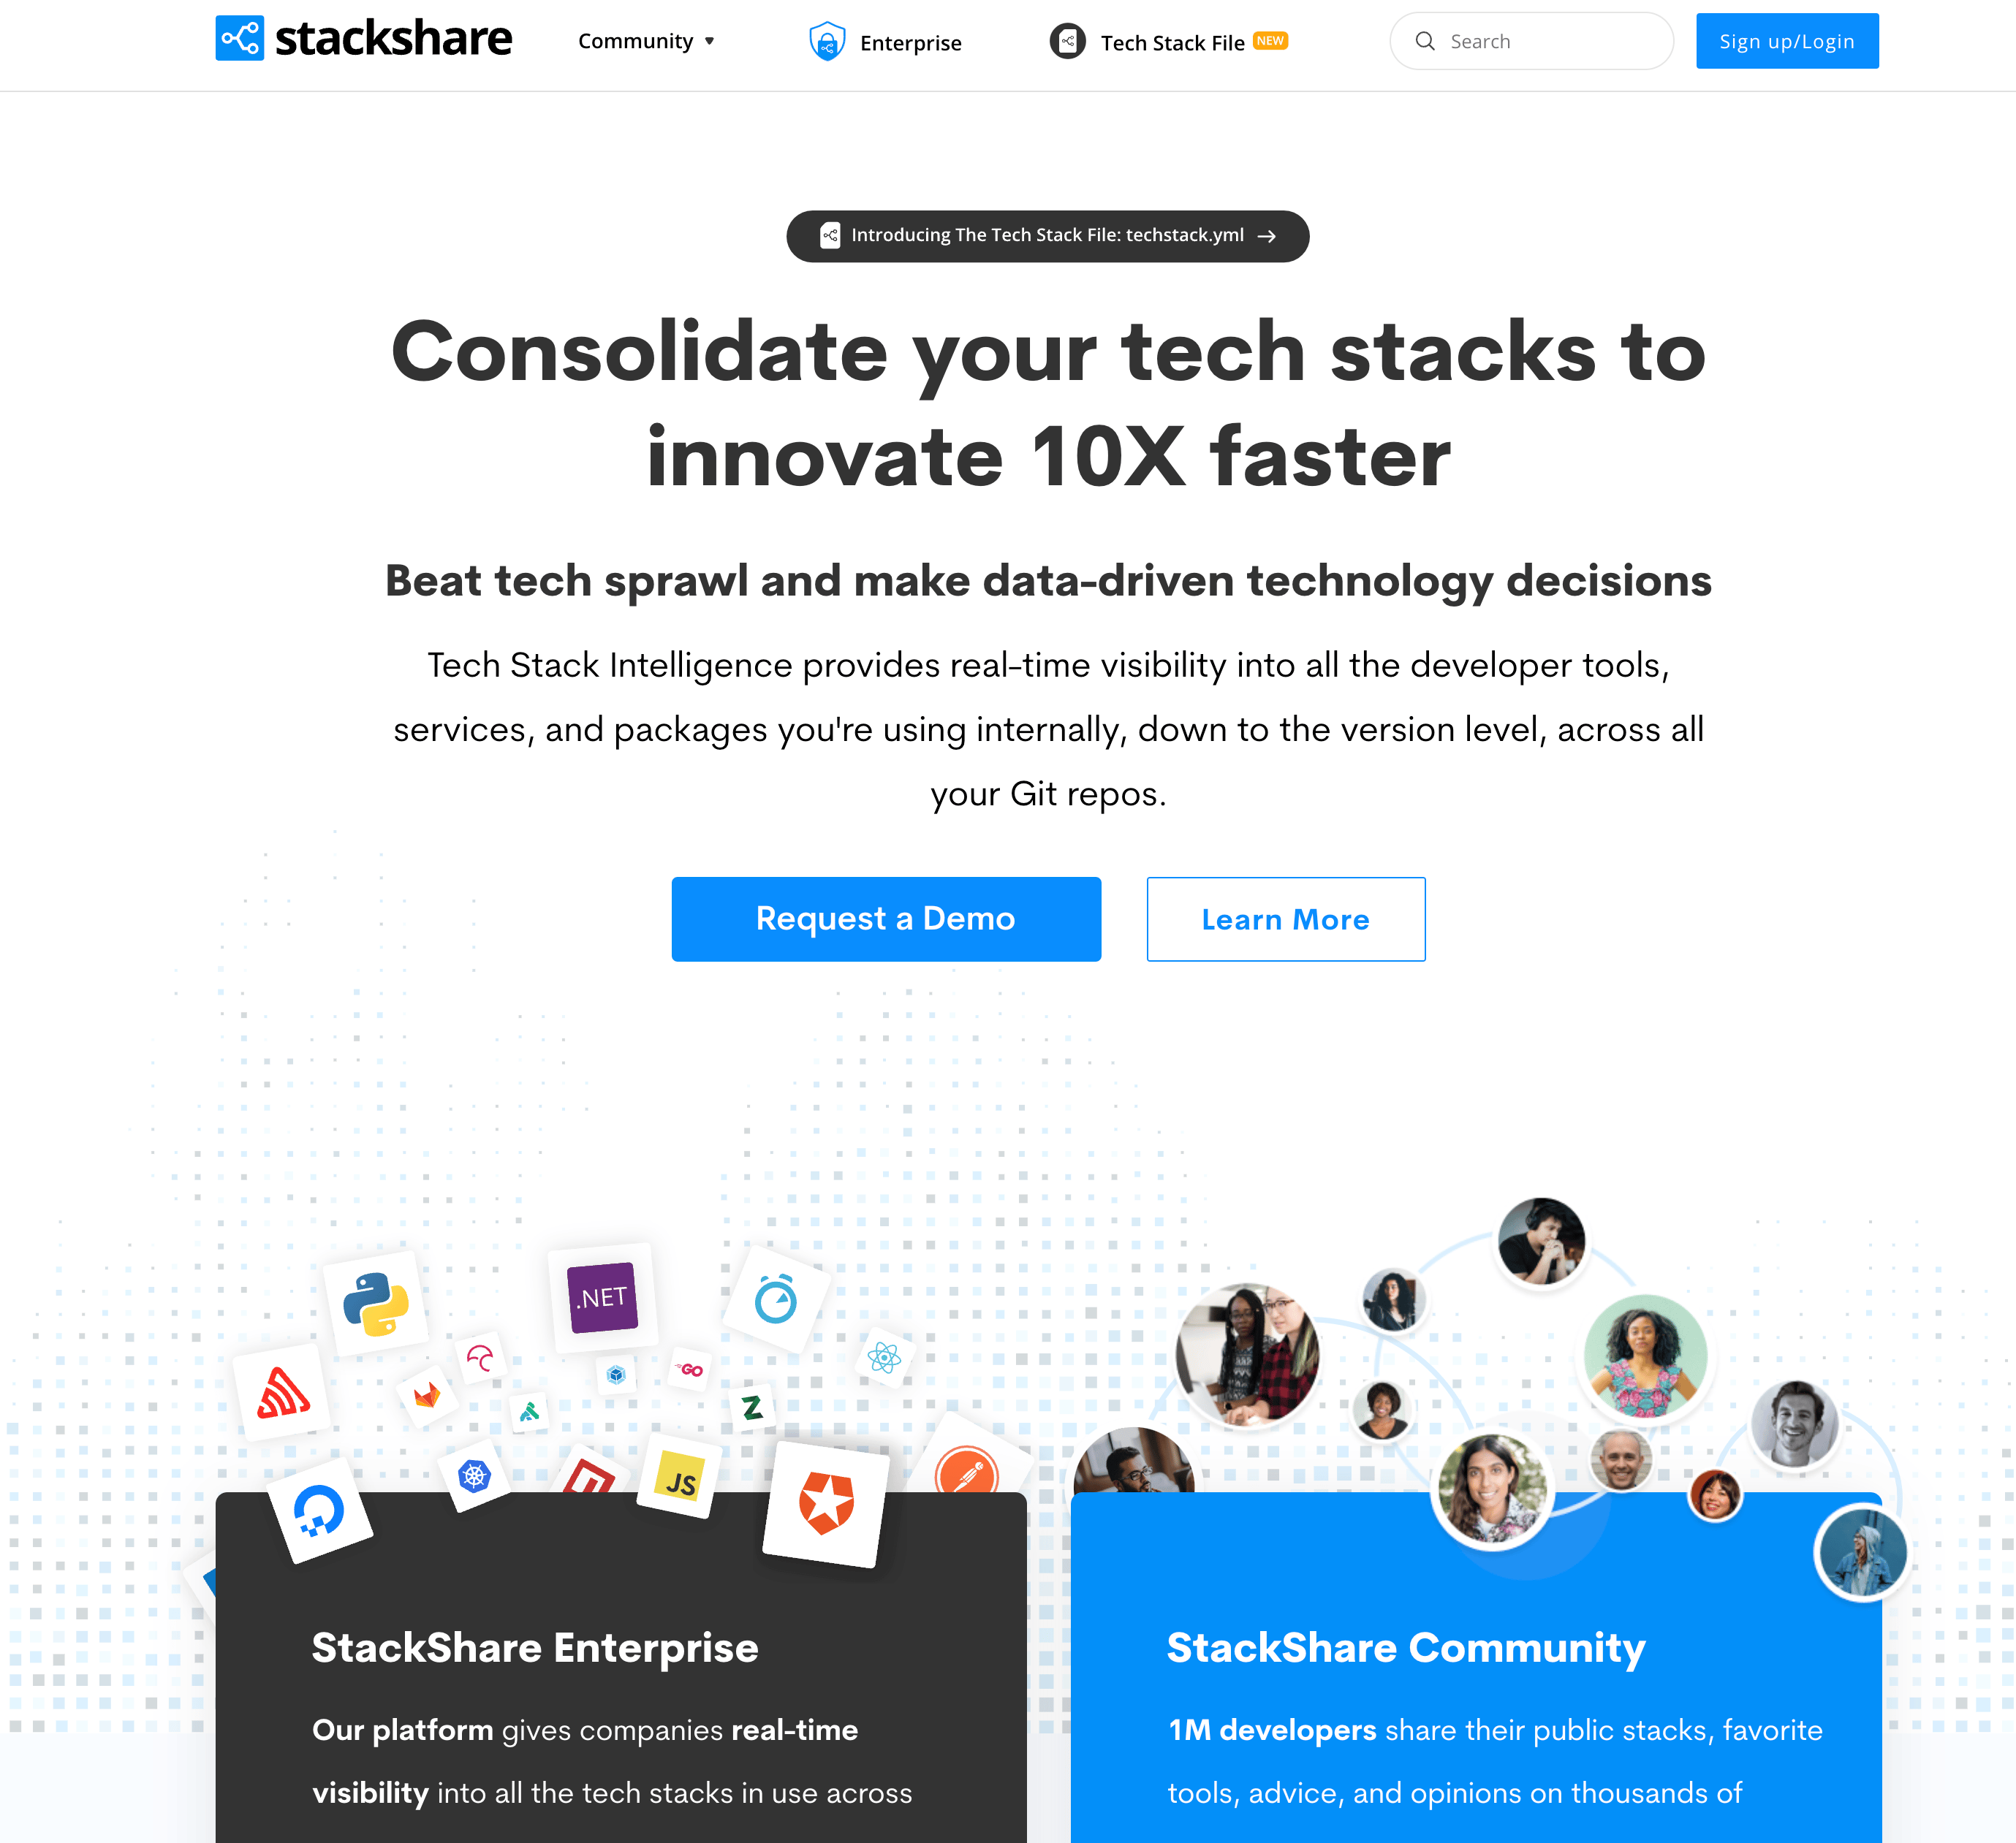 stackshare
Community
Enterprise
Tech Stack File NEW
Search
Sign up/Login
Introducing The Tech Stack File: techstack.yml →
Consolidate your tech stacks to
innovate 10X faster
Beat tech sprawl and make data-driven technology decisions
Tech Stack Intelligence provides real-time visibility into all the developer tools,
services, and packages you're using internally, down to the version level, across all
your Git repos.
Request a Demo
Learn More
.NET
GO
JS
StackShare Enterprise
Our platform gives companies real-time
visibility into all the tech stacks in use across
StackShare Community
1M developers share their public stacks, favorite
tools, advice, and opinions on thousands of